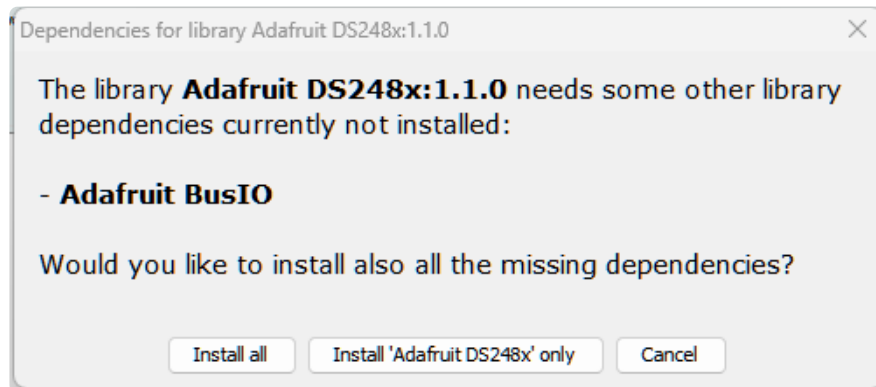 Dependencies for library Adafruit DS248x:1.1.0
The library Adafruit DS248x:1.1.0 needs some other library
dependencies currently not installed:
- Adafruit BusIO
Would you like to install also all the missing dependencies?
Install all
Install 'Adafruit DS248x' only
Cancel